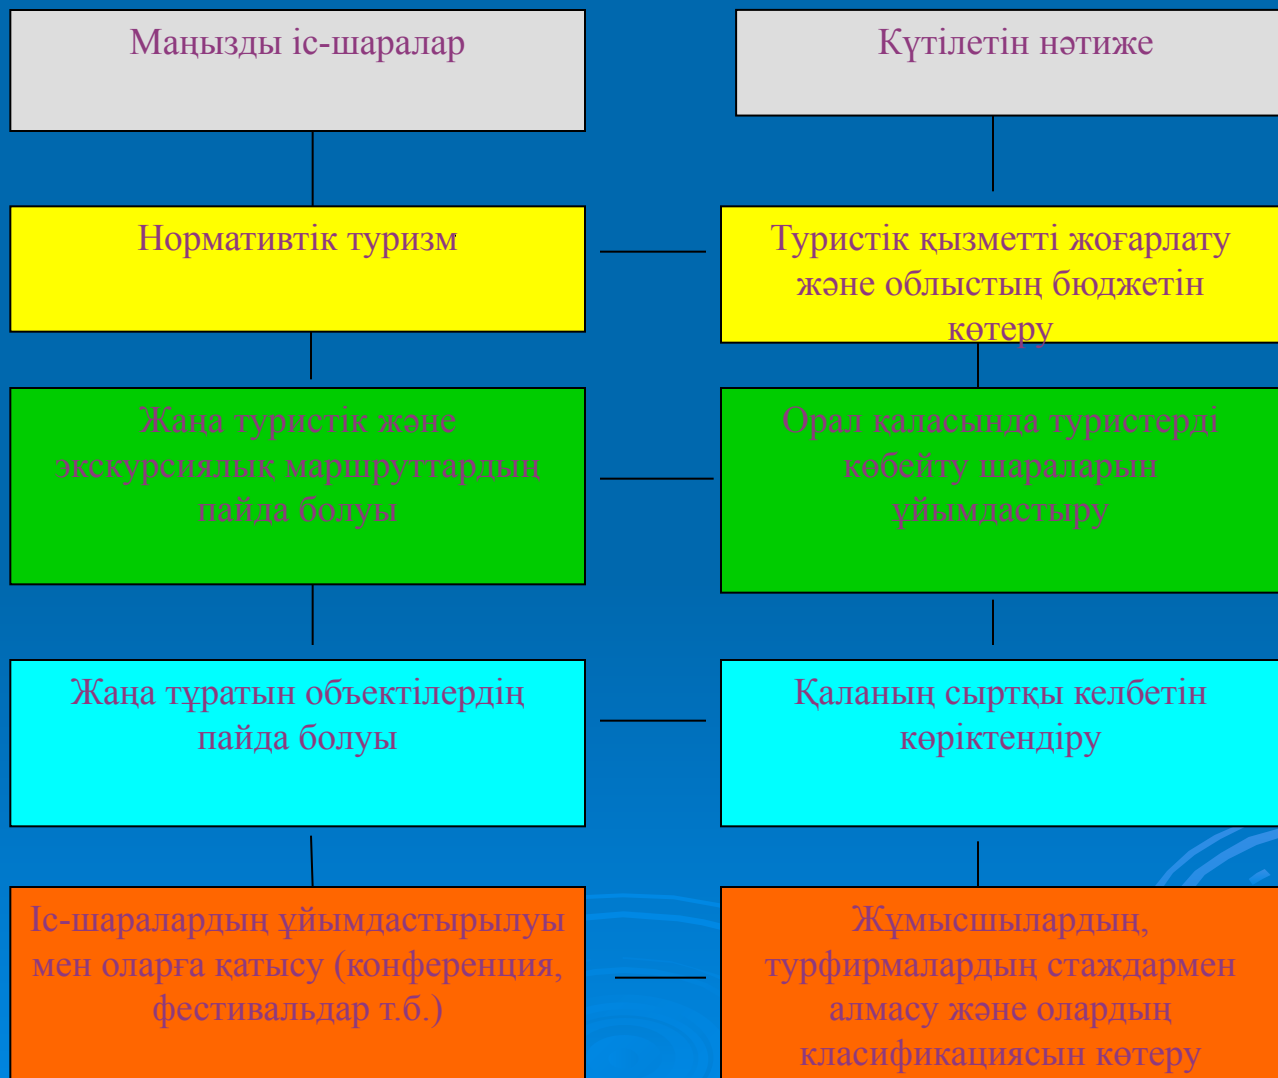 Маңызды іс-шаралар
Күтілетін нәтиже
Нормативтік туризм
Туристік қызметті жоғарлату
және облыстың бюджетін
көтеру
Жаңа туристік және
экскурсиялық маршруттардың
пайда болуы
Орал қаласында туристерді
көбейту шараларын
ұйымдастыру
Жаңа тұратын объектілердің
пайда болуы
Қаланың сыртқы келбетін
көріктендіру
Іс-шаралардың ұйымдастырылуы
мен оларға қатысу (конференция,
фестивальдар т.б.)
Жұмысшылардың,
турфирмалардың стаждармен
алмасу және олардың
класификациясын көтеру